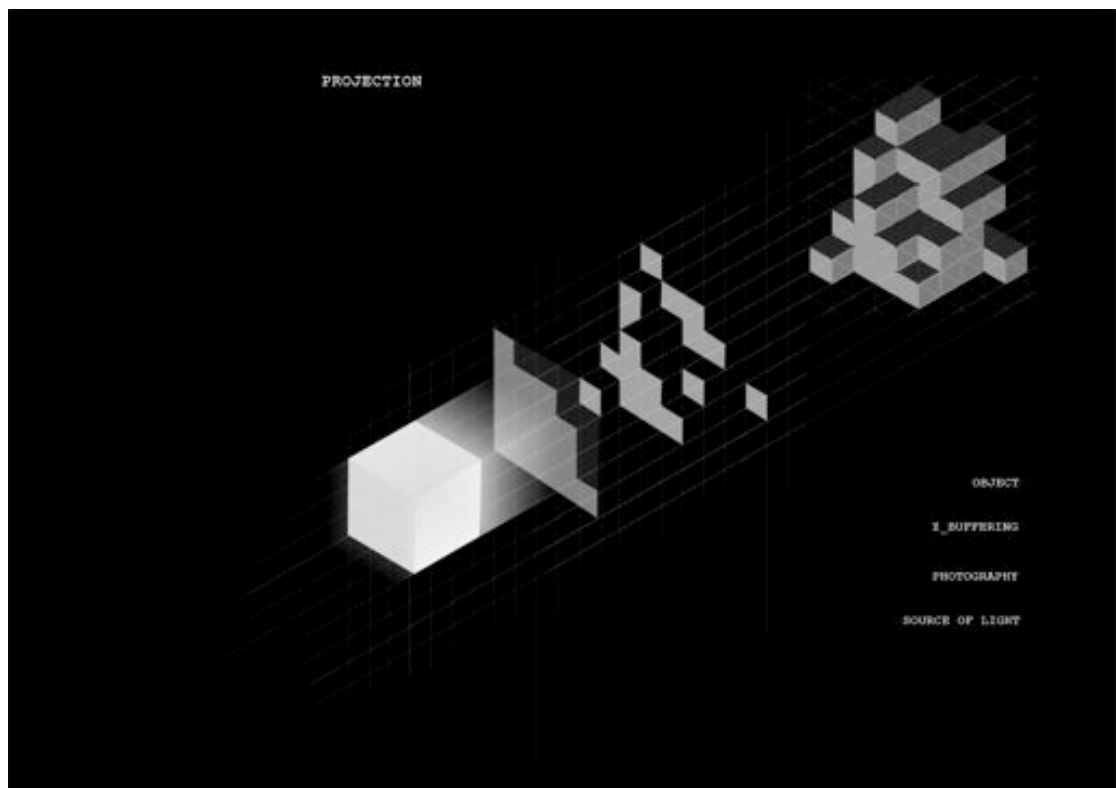 PROJECTION
OBJECT
Z_BUFFERING
PHOTOGRAPHY
SOURCE OF LIGHT